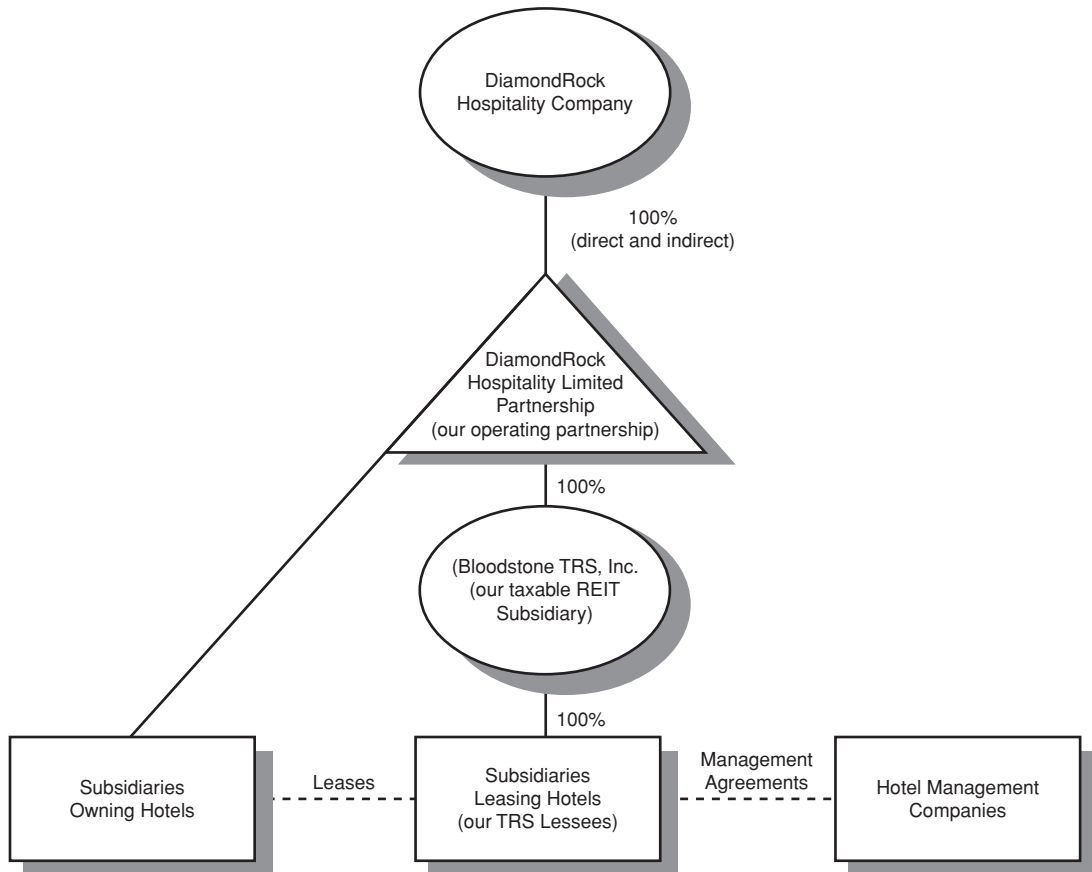 DiamondRock
Hospitality Company
100%
(direct and indirect)
DiamondRock
Hospitality Limited
Partnership
(our operating partnership)
100%
(Bloodstone TRS, Inc.
(our taxable REIT
Subsidiary)
100%
Subsidiaries
Owning Hotels
Leases
Subsidiaries
Leasing Hotels
(our TRS Lessees)
Management
Agreements
Hotel Management
Companies